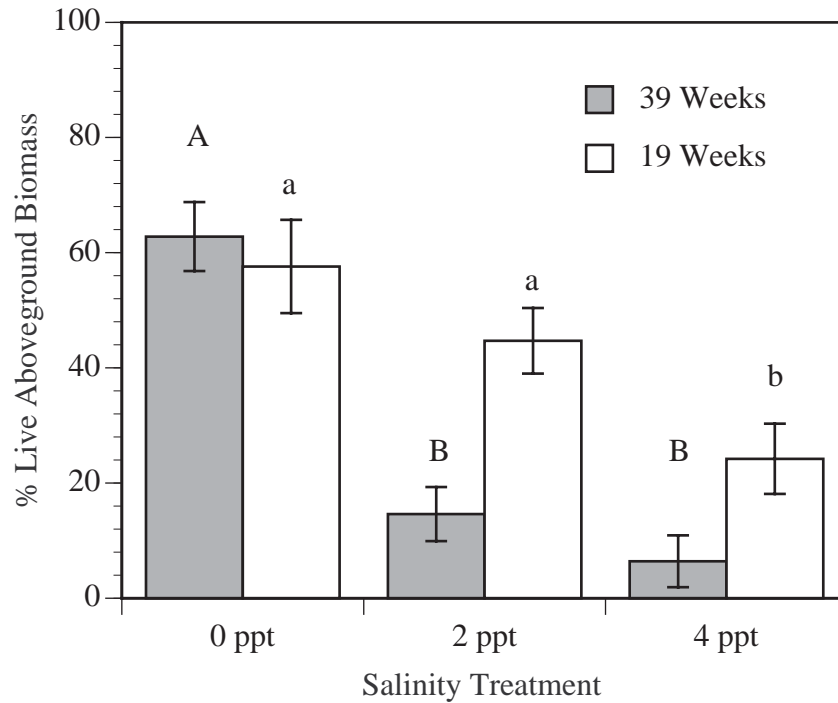 100
80
60
40
20
0
% Live Aboveground Biomass
39 Weeks
19 Weeks
A
a
B
a
B
b
0 ppt
2 ppt
4 ppt
Salinity Treatment